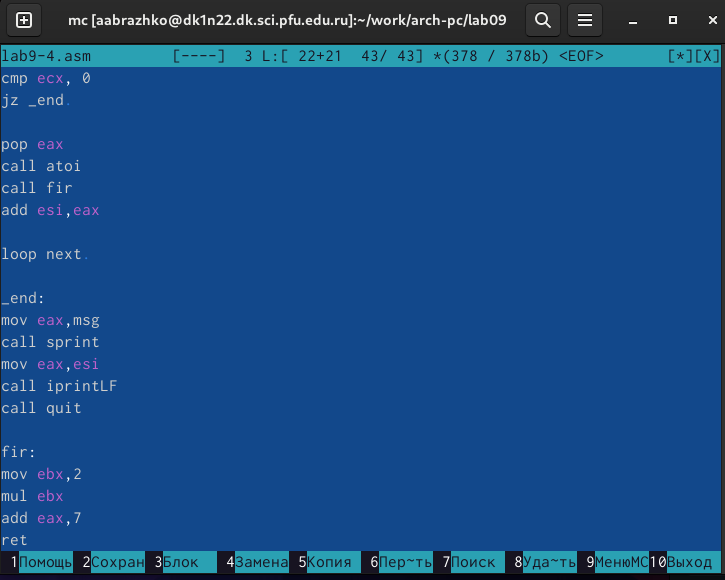 mc [aabrazhko@dk1n22.dk.sci.pfu.edu.ru]:~/work/arch-pc/lab09
lab9-4.asm [----] 3 L:[ 22+21 43/ 43] *(378 / 378b) <EOF> [*][X]
cmp ecx, 0
jz _end.
pop eax
call atoi
call fir
add esi,eax
loop next.
_end:
mov eax,msg
call sprint
mov eax,esi
call iprintLF
call quit
fir:
mov ebx,2
mul ebx
add eax,7
ret
1Помощь 2Сохран 3Блок 4Замена 5Копия 6Пер~ть 7Поиск 8Уда~ть 9МенюMC 10Выход